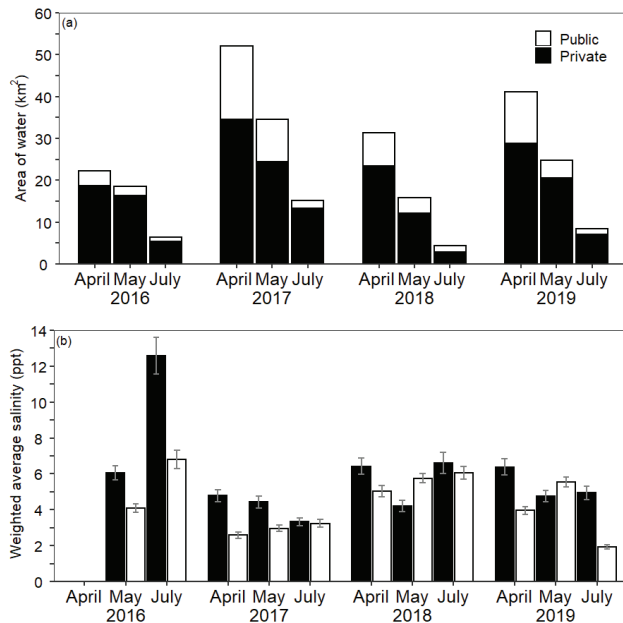 (a)
60
50
40
30
20
10
0
Area of water (km²)
Public
Private
April May July April May July April May July April May July
2016 2017 2018 2019
(b)
14
12
10
8
6
4
2
0
Weighted average salinity (ppt)
April May July April May July April May July April May July
2016 2017 2018 2019